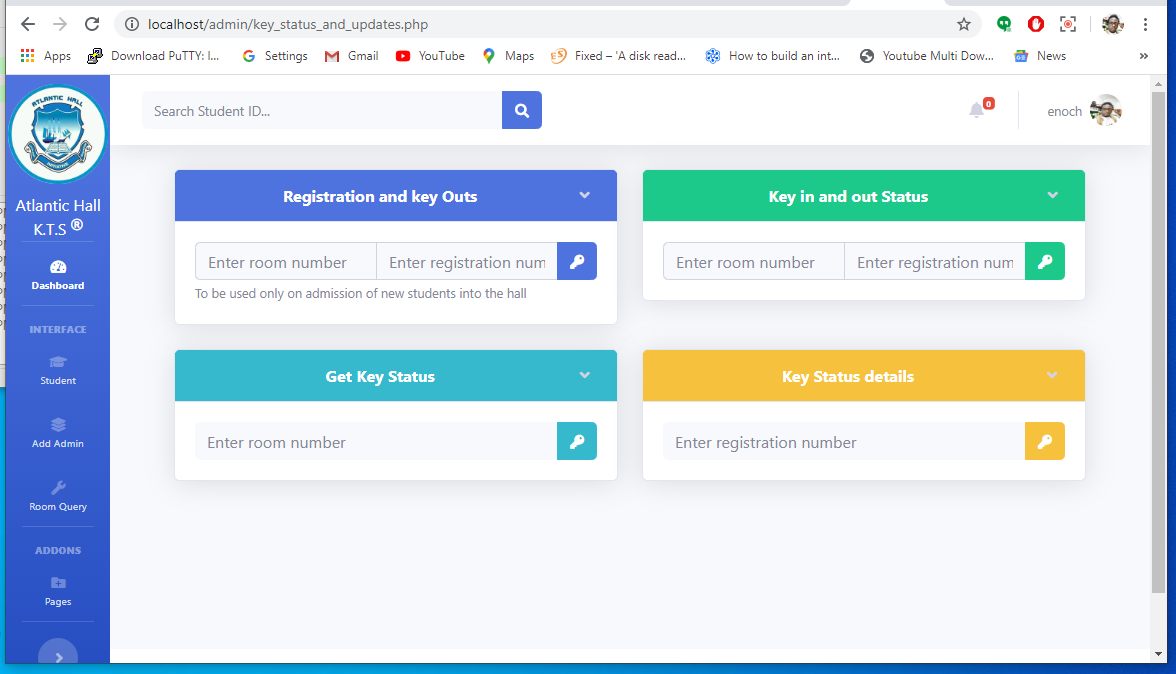 localhost/admin/key_status_and_updates.php
Apps
Download PuTTY: l...
Settings
Gmail
YouTube
Maps
Fixed – 'A disk read...
How to build an int...
Youtube Multi Dow...
News
»
ATLANTIC HALL
Atlantic Hall
K.T.S ®
Dashboard
INTERFACE
Student
Add Admin
Room Query
ADDONS
Pages
Search Student ID...
0
enoch
Registration and key Outs
Enter room number
Enter registration num
To be used only on admission of new students into the hall
Key in and out Status
Enter room number
Enter registration num
Get Key Status
Enter room number
Key Status details
Enter registration number